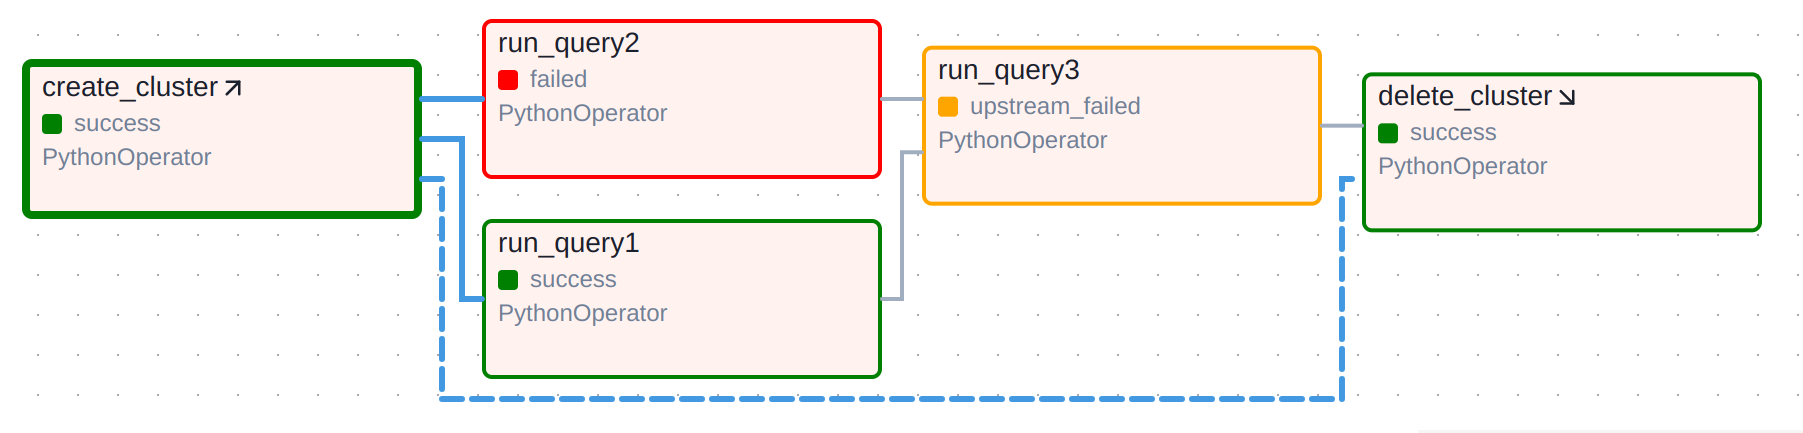 create_cluster
success
PythonOperator
run_query2
failed
PythonOperator
run_query1
success
PythonOperator
run_query3
upstream_failed
PythonOperator
delete_cluster
success
PythonOperator